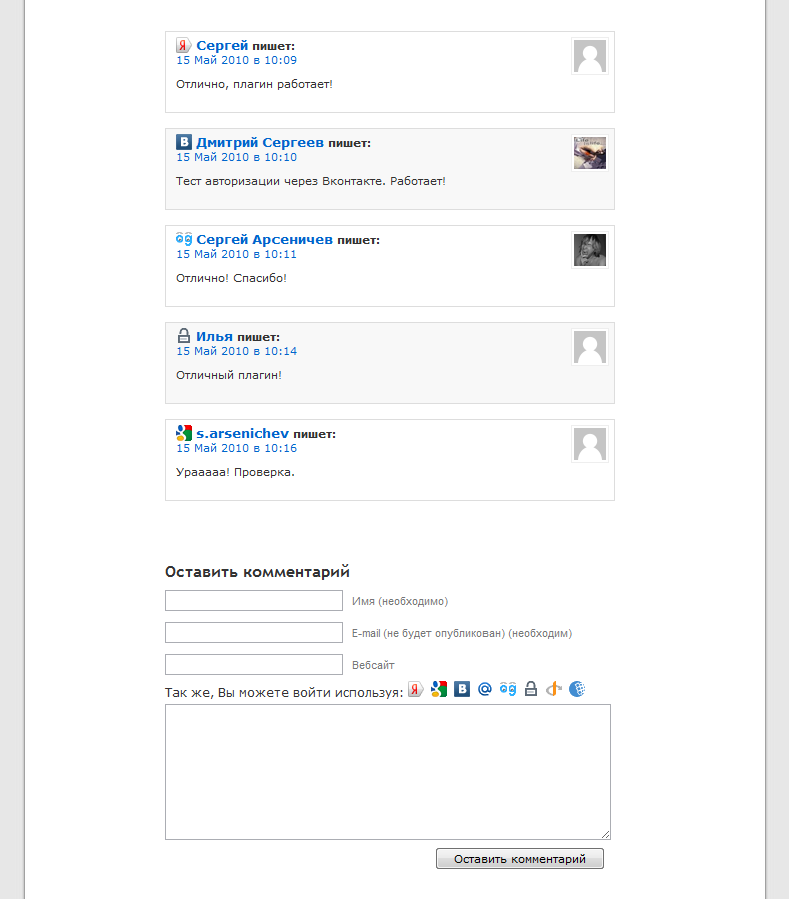 Сергей пишет:
15 Май 2010 в 10:09
Отлично, плагин работает!
Дмитрий Сергеев пишет:
15 Май 2010 в 10:10
Тест авторизации через Вконтакте. Работает!
Сергей Арсеничев пишет:
15 Май 2010 в 10:11
Отлично! Спасибо!
Илья пишет:
15 Май 2010 в 10:14
Отличный плагин!
s.arsenichev пишет:
15 Май 2010 в 10:16
Урааааа! Проверка.
Оставить комментарий
Имя (необходимо)
E-mail (не будет опубликован) (необходим)
Вебсайт
Так же, Вы можете войти используя:
Оставить комментарий